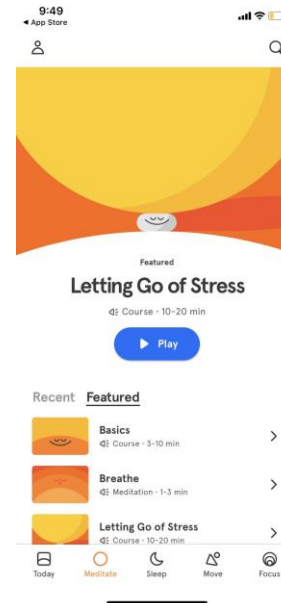 9:49
◀ App Store
Featured
Letting Go of Stress
Course · 10-20 min
Play
Recent Featured
Basics
Course · 3-10 min
Breathe
Meditation · 1-3 min
Letting Go of Stress
Course · 10-20 min
Today Meditate Sleep Move Focus